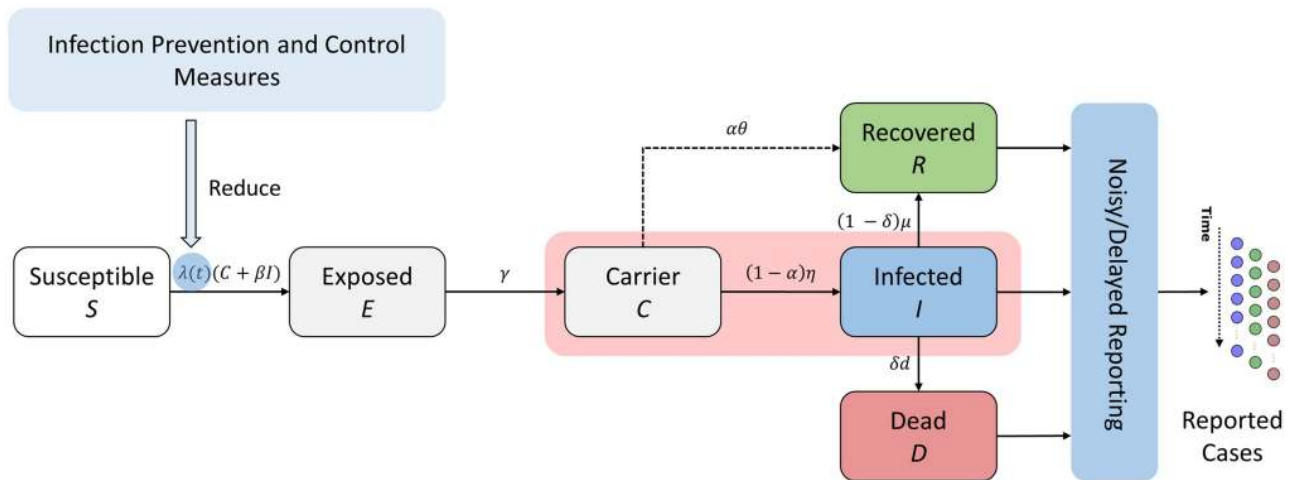 Infection Prevention and Control
Measures
Reduce
Susceptible
S
λ(t)(C + βI)
Exposed
E
γ
Carrier
C
αθ
(1 − α)η
Recovered
R
(1 − δ)μ
Infected
I
δd
Dead
D
Noisy/Delayed Reporting
Time
Reported
Cases